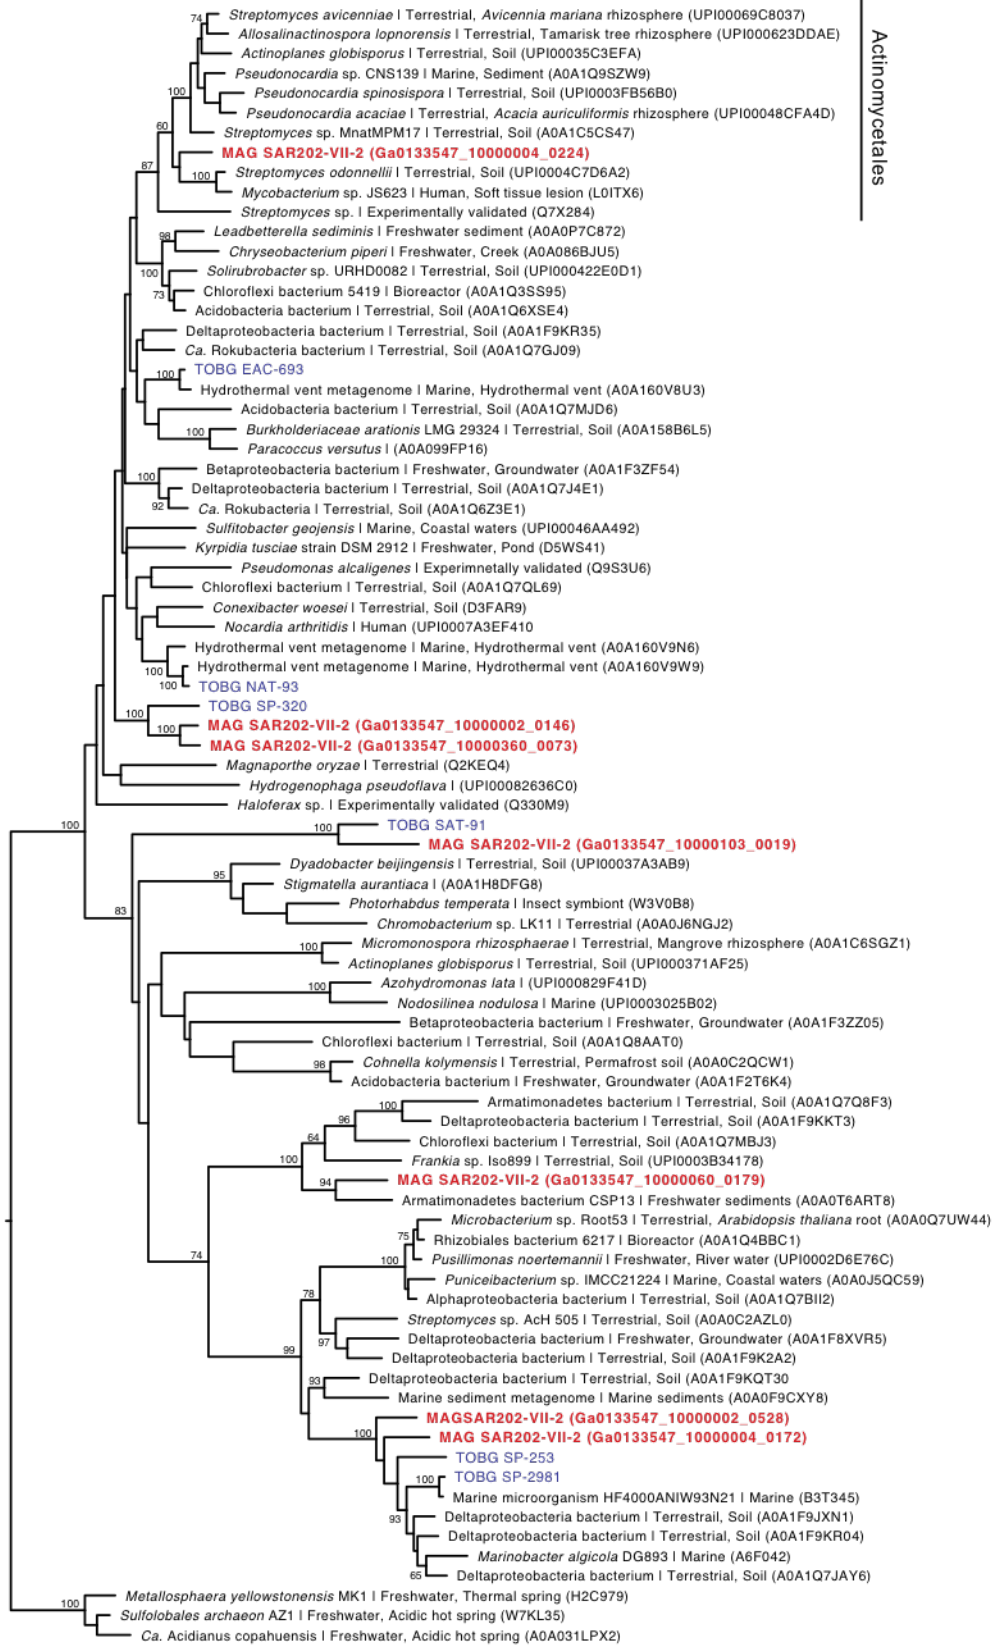 74
Streptomyces avicenniae | Terrestrial, Avicennia mariana rhizosphere (UPI00069C8037)
Allosalinactinospora lopnorensis | Terrestrial, Tamarisk tree rhizosphere (UPI000623DDAE)
Actinoplanes globisporus | Terrestrial, Soil (UPI00035C3EFA)
Pseudonocardia sp. CNS139 | Marine, Sediment (A0A1Q9SZW9)
100
Pseudonocardia spinosispora | Terrestrial, Soil (UPI0003FB56B0)
Pseudonocardia acaciae | Terrestrial, Acacia auriculiformis rhizosphere (UPI00048CFA4D)
60
Streptomyces sp. MnatMPM17 | Terrestrial, Soil (A0A1C5CS47)
MAG SAR202-VII-2 (Ga0133547_10000004_0224)
87
100
Streptomyces odonnellii | Terrestrial, Soil (UPI0004C7D6A2)
Mycobacterium sp. JS623 | Human, Soft tissue lesion (L0ITX6)
Streptomyces sp. | Experimentally validated (Q7X284)
Actinomycetales
98
Leadbetterella sediminis | Freshwater sediment (A0A0P7C872)
Chryseobacterium piperi | Freshwater, Creek (A0A086BJU5)
100
Solirubrobacter sp. URHD0082 | Terrestrial, Soil (UPI000422E0D1)
73
Chloroflexi bacterium 5419 | Bioreactor (A0A1Q3SS95)
Acidobacteria bacterium | Terrestrial, Soil (A0A1Q6XSE4)
Deltaproteobacteria bacterium | Terrestrial, Soil (A0A1F9KR35)
Ca. Rokubacteria bacterium | Terrestrial, Soil (A0A1Q7GJ09)
100
TOBG EAC-693
Hydrothermal vent metagenome | Marine, Hydrothermal vent (A0A160V8U3)
Acidobacteria bacterium | Terrestrial, Soil (A0A1Q7MJD6)
100
Burkholderiaceae arationis LMG 29324 | Terrestrial, Soil (A0A158B6L5)
Paracoccus versutus | (A0A099FP16)
100
Betaproteobacteria bacterium | Freshwater, Groundwater (A0A1F3ZF54)
92
Deltaproteobacteria bacterium | Terrestrial, Soil (A0A1Q7J4E1)
Ca. Rokubacteria | Terrestrial, Soil (A0A1Q6Z3E1)
Sulfitobacter geojensis | Marine, Coastal waters (UPI00046AA492)
Kyrpidia tusciae strain DSM 2912 | Freshwater, Pond (D5WS41)
Pseudomonas alcaligenes | Experimnetally validated (Q9S3U6)
Chloroflexi bacterium | Terrestrial, Soil (A0A1Q7QL69)
Conexibacter woesei | Terrestrial, Soil (D3FAR9)
Nocardia arthritidis | Human (UPI0007A3EF410
Hydrothermal vent metagenome | Marine, Hydrothermal vent (A0A160V9N6)
100
Hydrothermal vent metagenome | Marine, Hydrothermal vent (A0A160V9W9)
100
TOBG NAT-93
100
TOBG SP-320
100
MAG SAR202-VII-2 (Ga0133547_10000002_0146)
MAG SAR202-VII-2 (Ga0133547_10000360_0073)
Magnaporthe oryzae | Terrestrial (Q2KEQ4)
Hydrogenophaga pseudoflava | (UPI00082636C0)
Haloferax sp. | Experimentally validated (Q330M9)
100
100
TOBG SAT-91
MAG SAR202-VII-2 (Ga0133547_10000103_0019)
Dyadobacter beijingensis | Terrestrial, Soil (UPI00037A3AB9)
95
Stigmatella aurantiaca | (A0A1H8DFG8)
Photorhabdus temperata | Insect symbiont (W3V0B8)
83
Chromobacterium sp. LK11 | Terrestrial (A0A0J6NGJ2)
100
Micromonospora rhizosphaerae | Terrestrial, Mangrove rhizosphere (A0A1C6SGZ1)
Actinoplanes globisporus | Terrestrial, Soil (UPI000371AF25)
100
Azohydromonas lata | (UPI000829F41D)
Nodosilinea nodulosa | Marine (UPI0003025B02)
Betaproteobacteria bacterium | Freshwater, Groundwater (A0A1F3ZZ05)
Chloroflexi bacterium | Terrestrial, Soil (A0A1Q8AAT0)
98
Cohnella kolymensis | Terrestrial, Permafrost soil (A0A0C2QCW1)
Acidobacteria bacterium | Freshwater, Groundwater (A0A1F2T6K4)
100
Armatimonadetes bacterium | Terrestrial, Soil (A0A1Q7Q8F3)
96
Deltaproteobacteria bacterium | Terrestrial, Soil (A0A1F9KKT3)
64
Chloroflexi bacterium | Terrestrial, Soil (A0A1Q7MBJ3)
100
Frankia sp. Iso899 | Terrestrial, Soil (UPI0003B34178)
94
MAG SAR202-VII-2 (Ga0133547_10000060_0179)
Armatimonadetes bacterium CSP13 | Freshwater sediments (A0A0T6ART8)
Microbacterium sp. Root53 | Terrestrial, Arabidopsis thaliana root (A0A0Q7UW44)
75
Rhizobiales bacterium 6217 | Bioreactor (A0A1Q4BBC1)
74
100
Pusillimonas noertemannii | Freshwater, River water (UPI0002D6E76C)
Puniceibacterium sp. IMCC21224 | Marine, Coastal waters (A0A0J5QC59)
78
Alphaproteobacteria bacterium | Terrestrial, Soil (A0A1Q7BII2)
Streptomyces sp. AcH 505 | Terrestrial, Soil (A0A0C2AZL0)
97
Deltaproteobacteria bacterium | Freshwater, Groundwater (A0A1F8XVR5)
99
Deltaproteobacteria bacterium | Terrestrial, Soil (A0A1F9K2A2)
93
Deltaproteobacteria bacterium | Terrestrial, Soil (A0A1F9KQT30
Marine sediment metagenome | Marine sediments (A0A0F9CXY8)
MAGSAR202-VII-2 (Ga0133547_10000002_0528)
100
MAG SAR202-VII-2 (Ga0133547_10000004_0172)
TOBG SP-253
100
TOBG SP-2981
Marine microorganism HF4000ANIW93N21 | Marine (B3T345)
93
Deltaproteobacteria bacterium | Terrestrail, Soil (A0A1F9JXN1)
Deltaproteobacteria bacterium | Terrestrial, Soil (A0A1F9KR04)
Marinobacter algicola DG893 | Marine (A6F042)
65
Deltaproteobacteria bacterium | Terrestrial, Soil (A0A1Q7JAY6)
Metallosphaera yellowstonensis MK1 | Freshwater, Thermal spring (H2C979)
100
Sulfolobales archaeon AZ1 | Freshwater, Acidic hot spring (W7KL35)
Ca. Acidianus copahuensis | Freshwater, Acidic hot spring (A0A031LPX2)